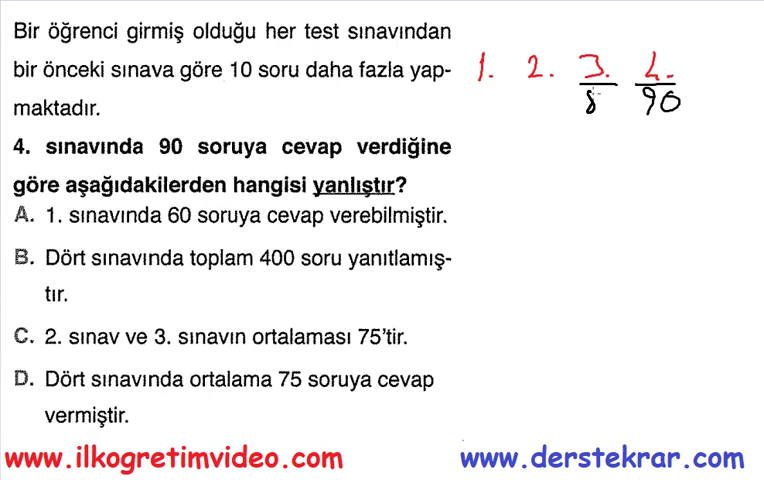 Bir öğrenci girmiş olduğu her test sınavından
bir önceki sınava göre 10 soru daha fazla yap-
maktadır.
4. sınavında 90 soruya cevap verdiğine
göre aşağıdakilerden hangisi yanlıştır?
A. 1. sınavında 60 soruya cevap verebilmiştir.
B. Dört sınavında toplam 400 soru yanıtlamış-
tır.
C. 2. sınav ve 3. sınavın ortalaması 75'tir.
D. Dört sınavında ortalama 75 soruya cevap
vermiştir.
1. 2. 3. 4.
8 90
www.ilkogretimvideo.com
www.derstekrar.com